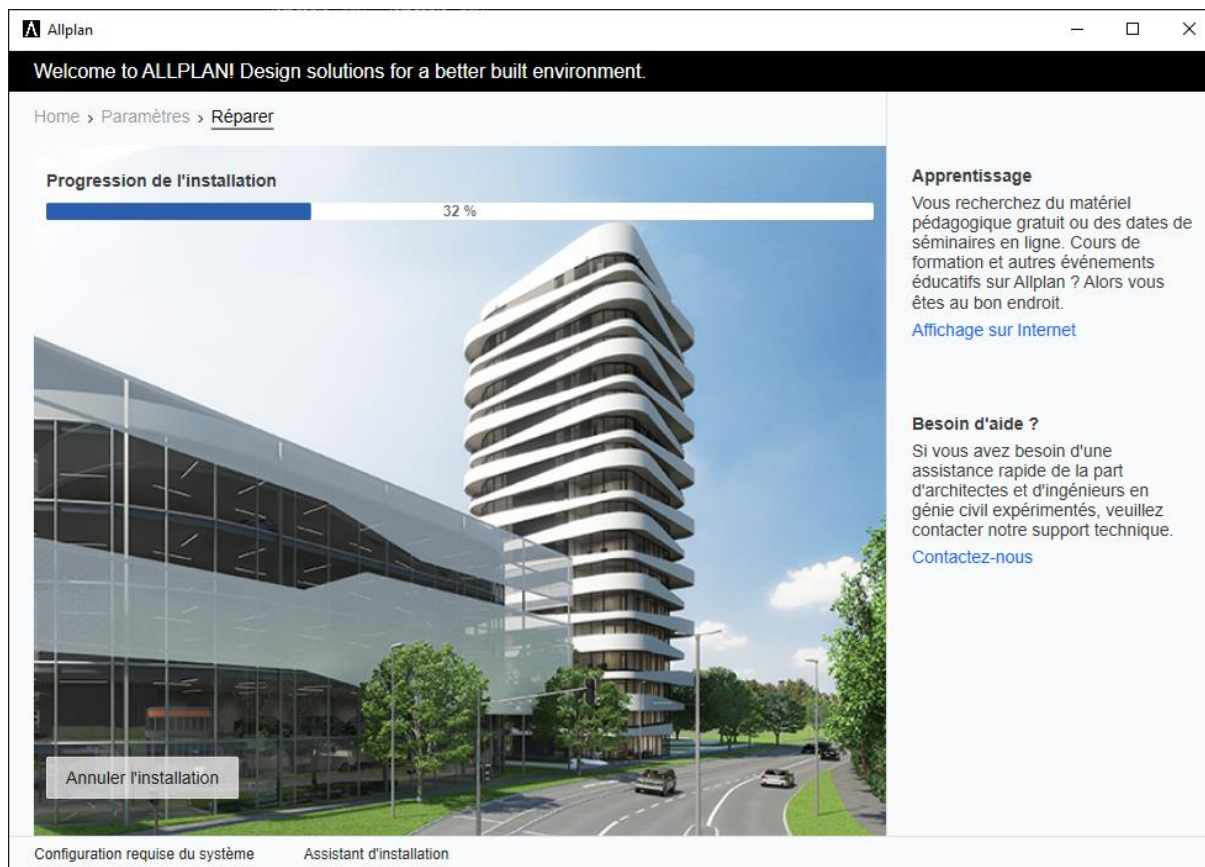 Allplan
Welcome to ALLPLAN! Design solutions for a better built environment.
Home › Paramètres › Réparer
Progression de l'installation
32 %
Annuler l'installation
Apprentissage
Vous recherchez du matériel
pédagogique gratuit ou des dates de
séminaires en ligne. Cours de
formation et autres événements
éducatifs sur Allplan ? Alors vous
êtes au bon endroit.
Affichage sur Internet
Besoin d'aide ?
Si vous avez besoin d'une
assistance rapide de la part
d'architectes et d'ingénieurs en
génie civil expérimentés, veuillez
contacter notre support technique.
Contactez-nous
Configuration requise du système
Assistant d'installation